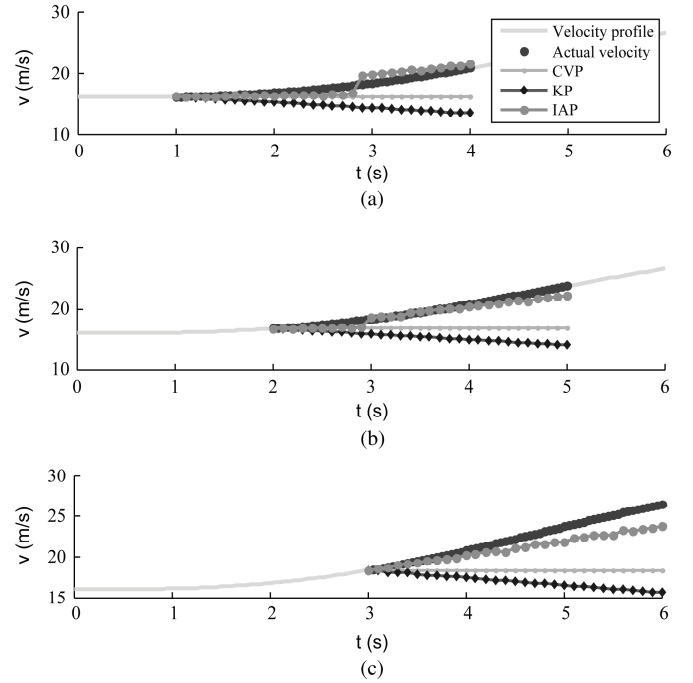 30
20
10
v (m/s)
Velocity profile
Actual velocity
CVP
KP
IAP
0 1 2 3 4 5 6
t (s)
(a)
30
20
10
v (m/s)
0 1 2 3 4 5 6
t (s)
(b)
30
25
20
15
v (m/s)
0 1 2 3 4 5 6
t (s)
(c)